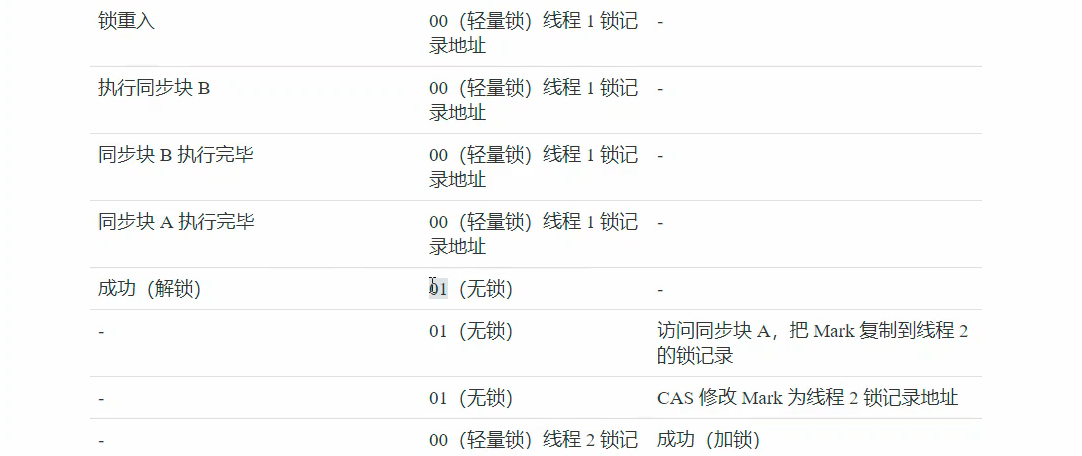 锁重入 00（轻量锁）线程 1 锁记 -
录地址
执行同步块 B 00（轻量锁）线程 1 锁记 -
录地址
同步块 B 执行完毕 00（轻量锁）线程 1 锁记 -
录地址
同步块 A 执行完毕 00（轻量锁）线程 1 锁记 -
录地址
成功（解锁） 01（无锁） -
- 01（无锁） 访问同步块 A，把 Mark 复制到线程 2
的锁记录
- 01（无锁） CAS 修改 Mark 为线程 2 锁记录地址
- 00（轻量锁）线程 2 锁记 成功（加锁）